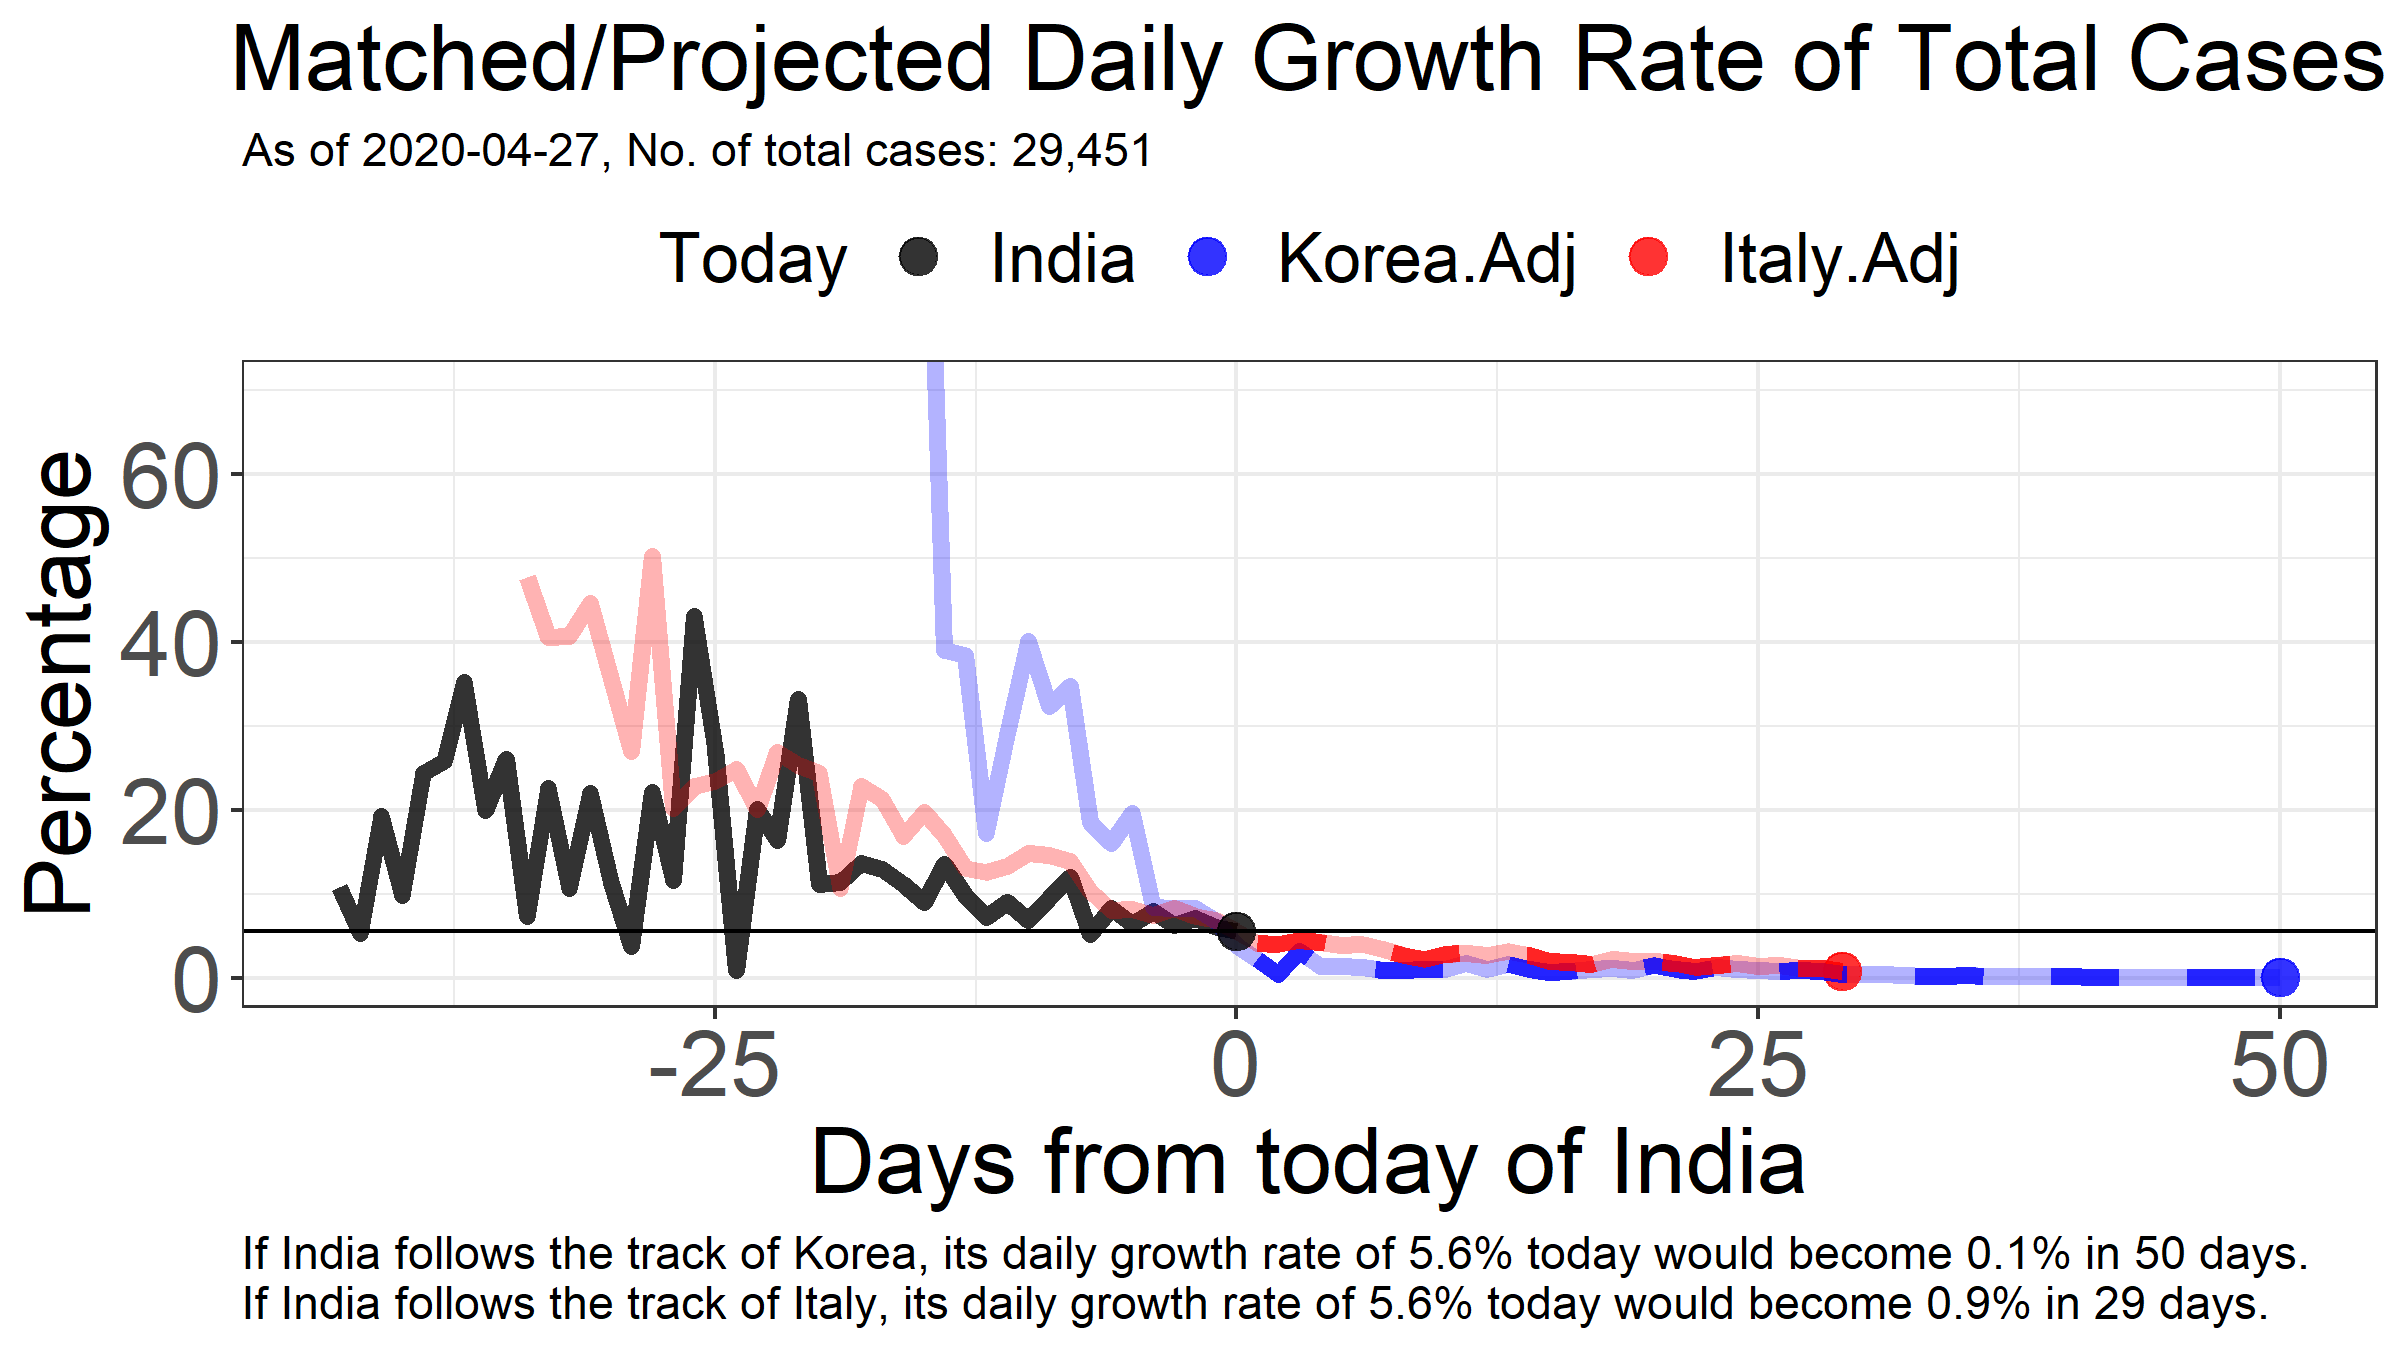 Matched/Projected Daily Growth Rate of Total Cases
As of 2020-04-27, No. of total cases: 29,451
Today India Korea.Adj Italy.Adj
Percentage
60
40
20
0
-25 0 25 50
Days from today of India
If India follows the track of Korea, its daily growth rate of 5.6% today would become 0.1% in 50 days.
If India follows the track of Italy, its daily growth rate of 5.6% today would become 0.9% in 29 days.